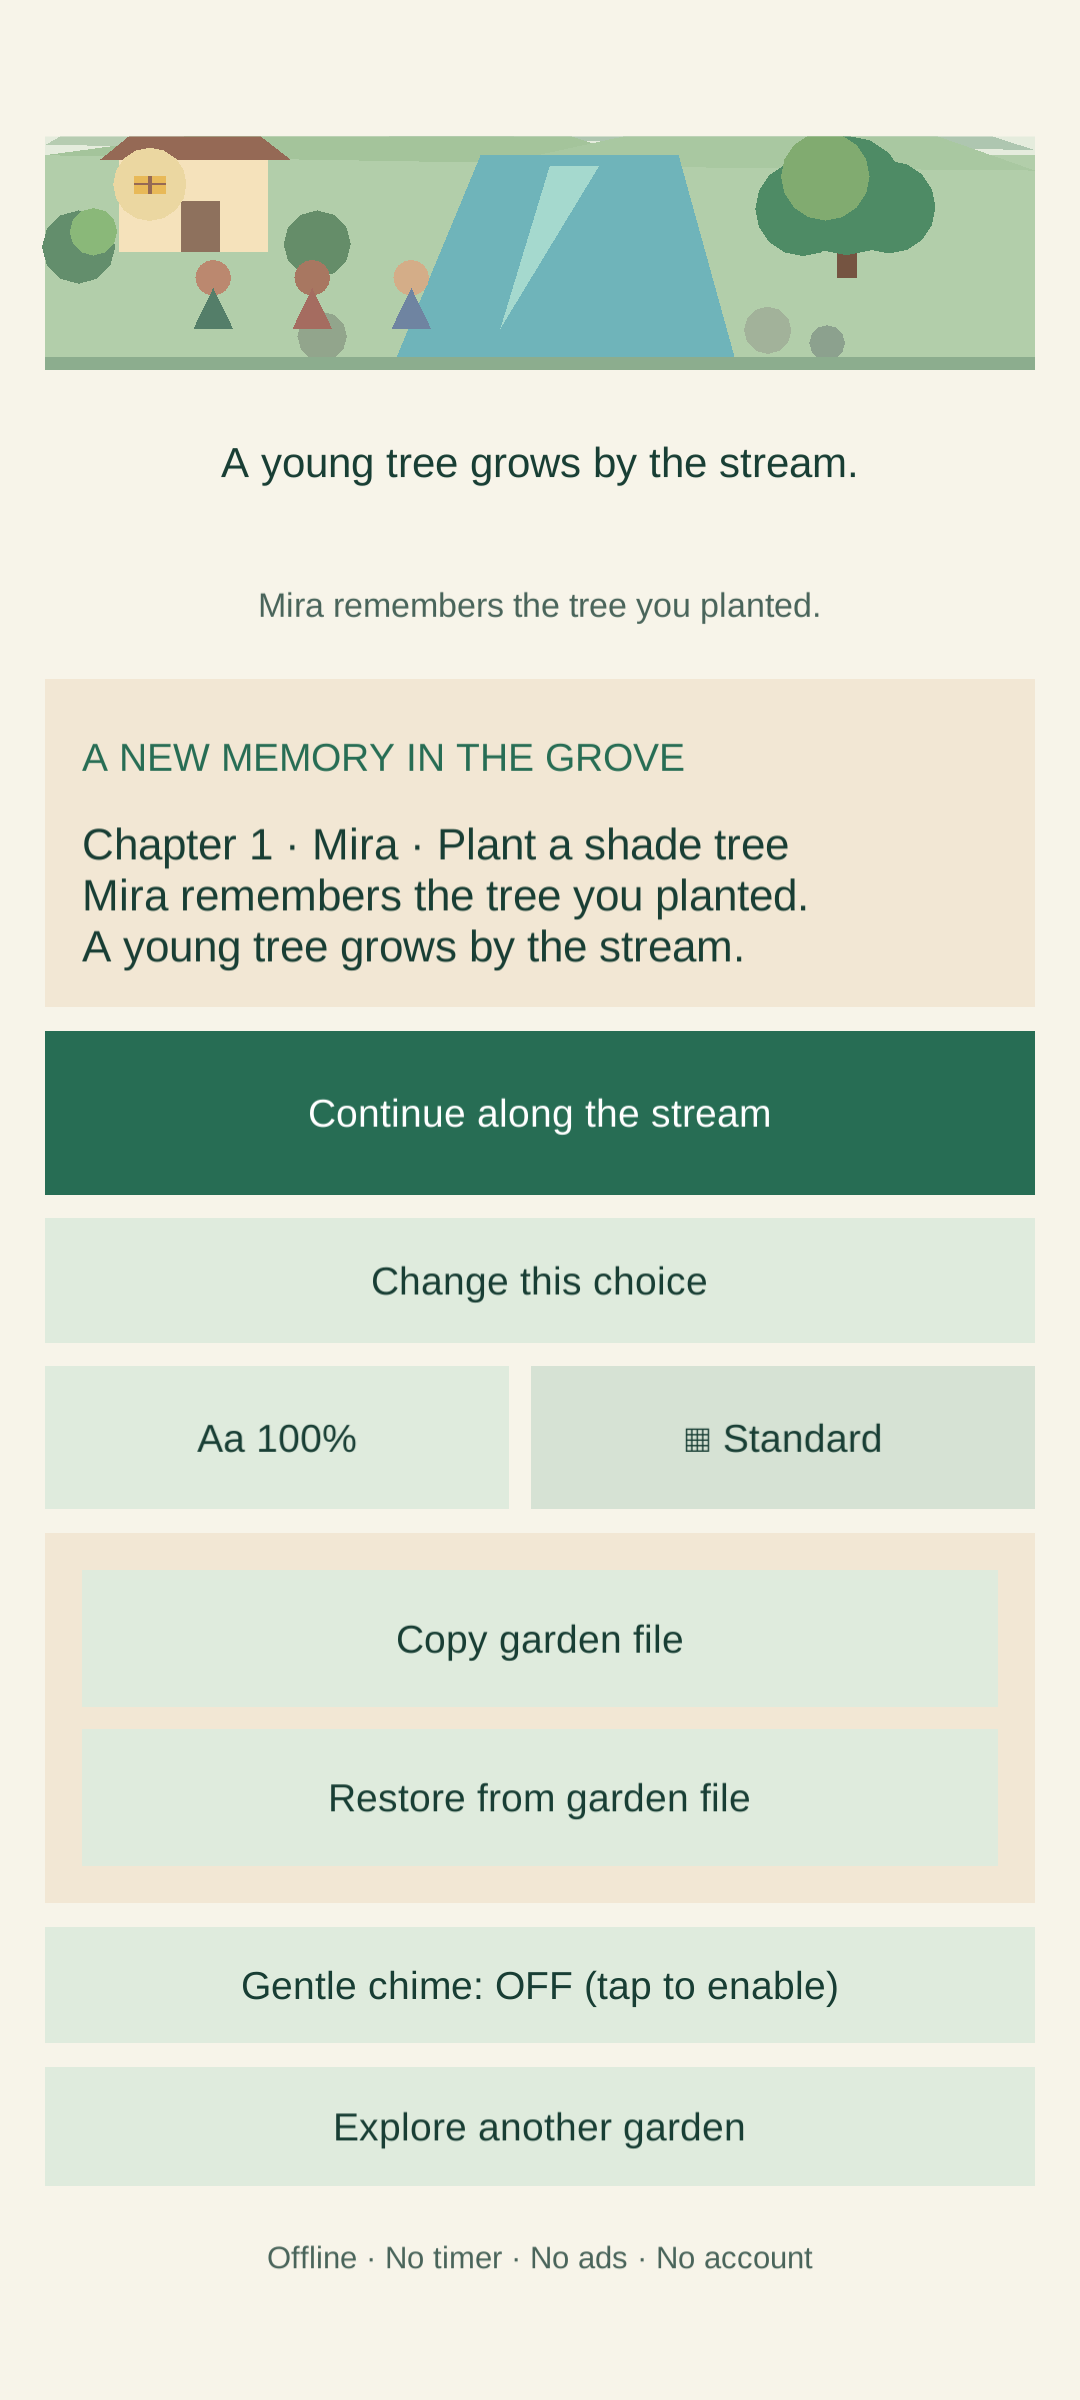 A young tree grows by the stream.
Mira remembers the tree you planted.
A NEW MEMORY IN THE GROVE
Chapter 1 · Mira · Plant a shade tree
Mira remembers the tree you planted.
A young tree grows by the stream.
Continue along the stream
Change this choice
Aa 100%
▦ Standard
Copy garden file
Restore from garden file
Gentle chime: OFF (tap to enable)
Explore another garden
Offline · No timer · No ads · No account